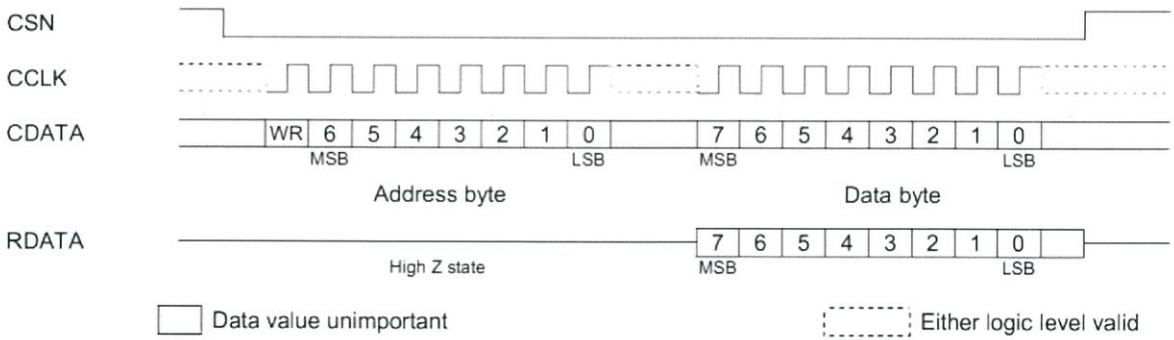 CSN
CCLK
CDATA WR 6 5 4 3 2 1 0 7 6 5 4 3 2 1 0
MSB LSB MSB LSB
Address byte Data byte
RDATA 7 6 5 4 3 2 1 0
High Z state MSB LSB
Data value unimportant Either logic level valid